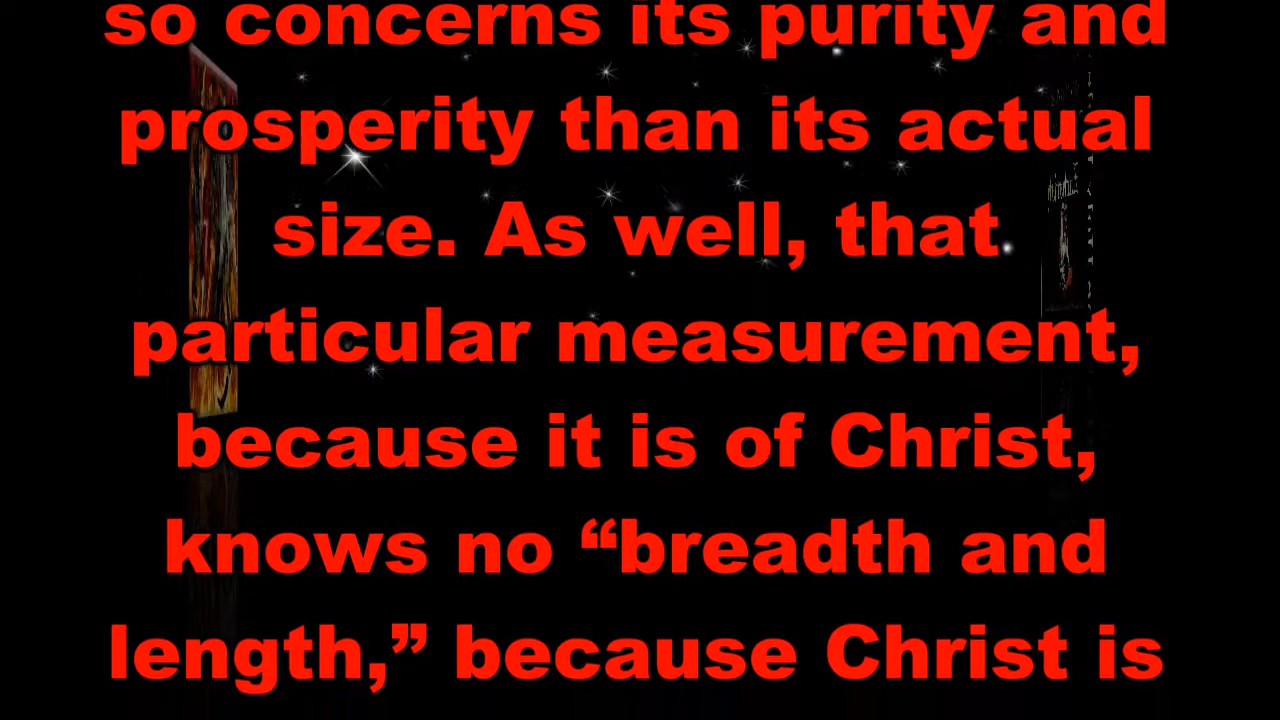 so concerns its purity and
prosperity than its actual
size. As well, that
particular measurement,
because it is of Christ,
knows no “breadth and
length,” because Christ is